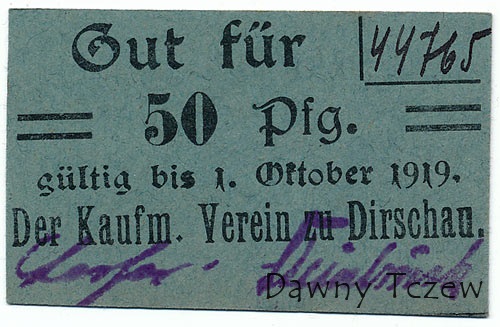 Gut für
44765
50 Pfg.
gültig bis 1. Oktober 1919.
Der Kaufm. Verein zu Dirschau.
Dawny Tczew